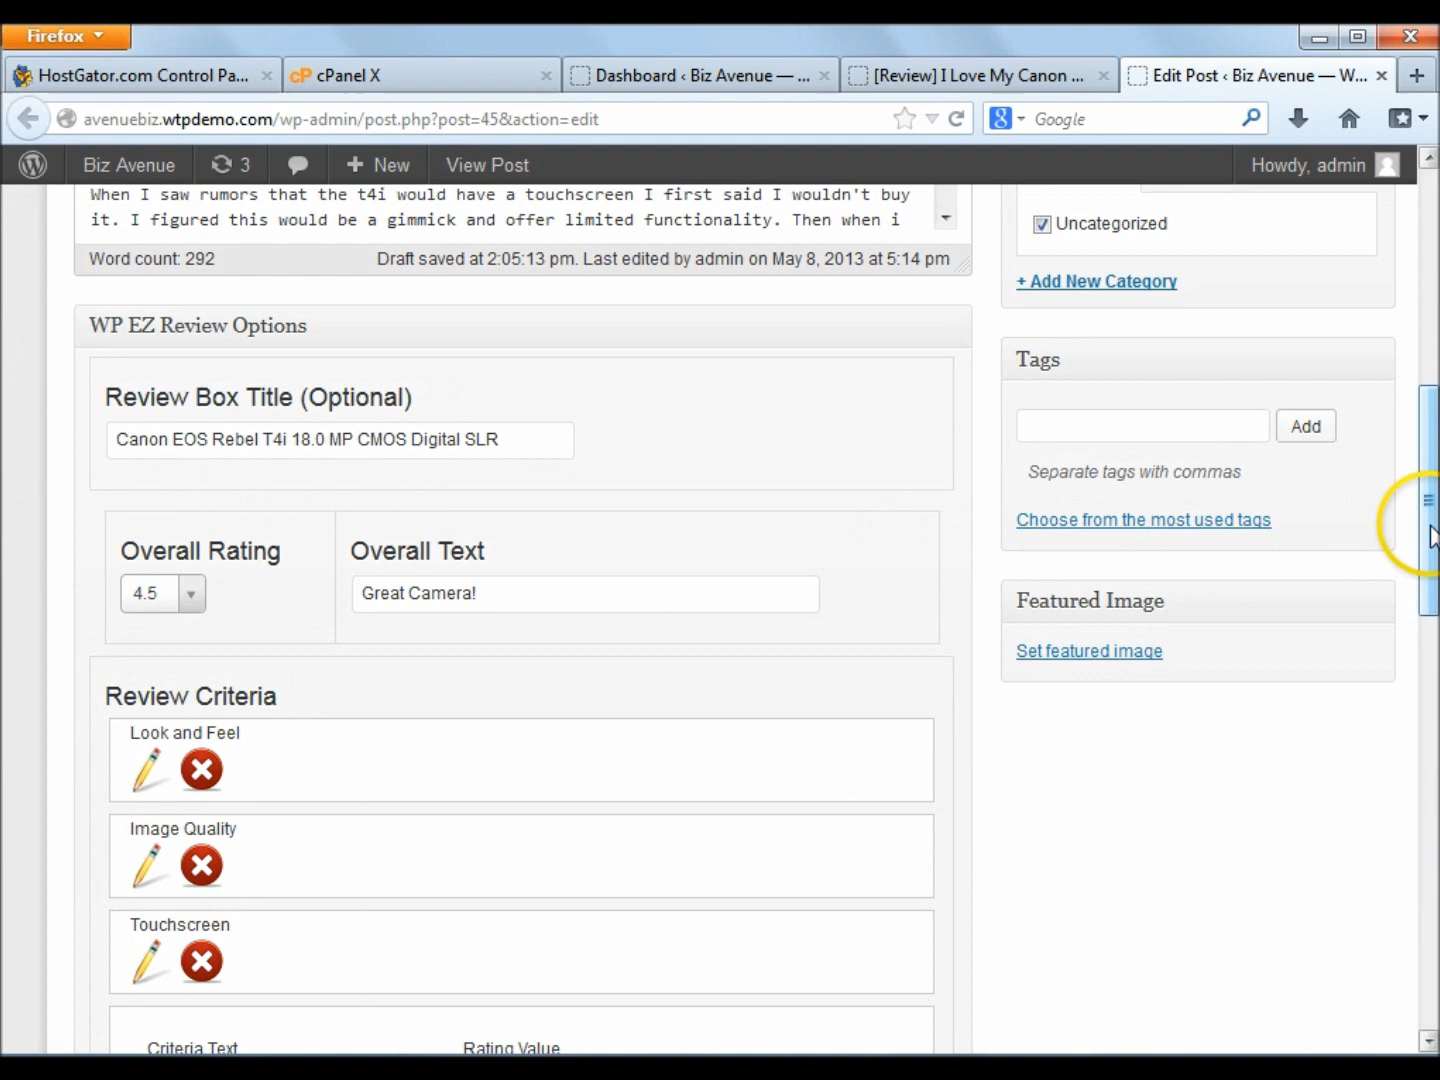 Firefox
HostGator.com Control Pa...
cP cPanel X
Dashboard ‹ Biz Avenue — ...
[Review] I Love My Canon ...
Edit Post ‹ Biz Avenue — W...
avenuebiz.wtpdemo.com/wp-admin/post.php?post=45&action=edit
8 Google
Biz Avenue
3
+ New
View Post
Howdy, admin
When I saw rumors that the t4i would have a touchscreen I first said I wouldn't buy
it. I figured this would be a gimmick and offer limited functionality. Then when i
Word count: 292
Draft saved at 2:05:13 pm. Last edited by admin on May 8, 2013 at 5:14 pm
WP EZ Review Options
Review Box Title (Optional)
Canon EOS Rebel T4i 18.0 MP CMOS Digital SLR
Overall Rating
4.5
Overall Text
Great Camera!
Review Criteria
Look and Feel
Image Quality
Touchscreen
Criteria Text
Rating Value
Uncategorized
+ Add New Category
Tags
Add
Separate tags with commas
Choose from the most used tags
Featured Image
Set featured image